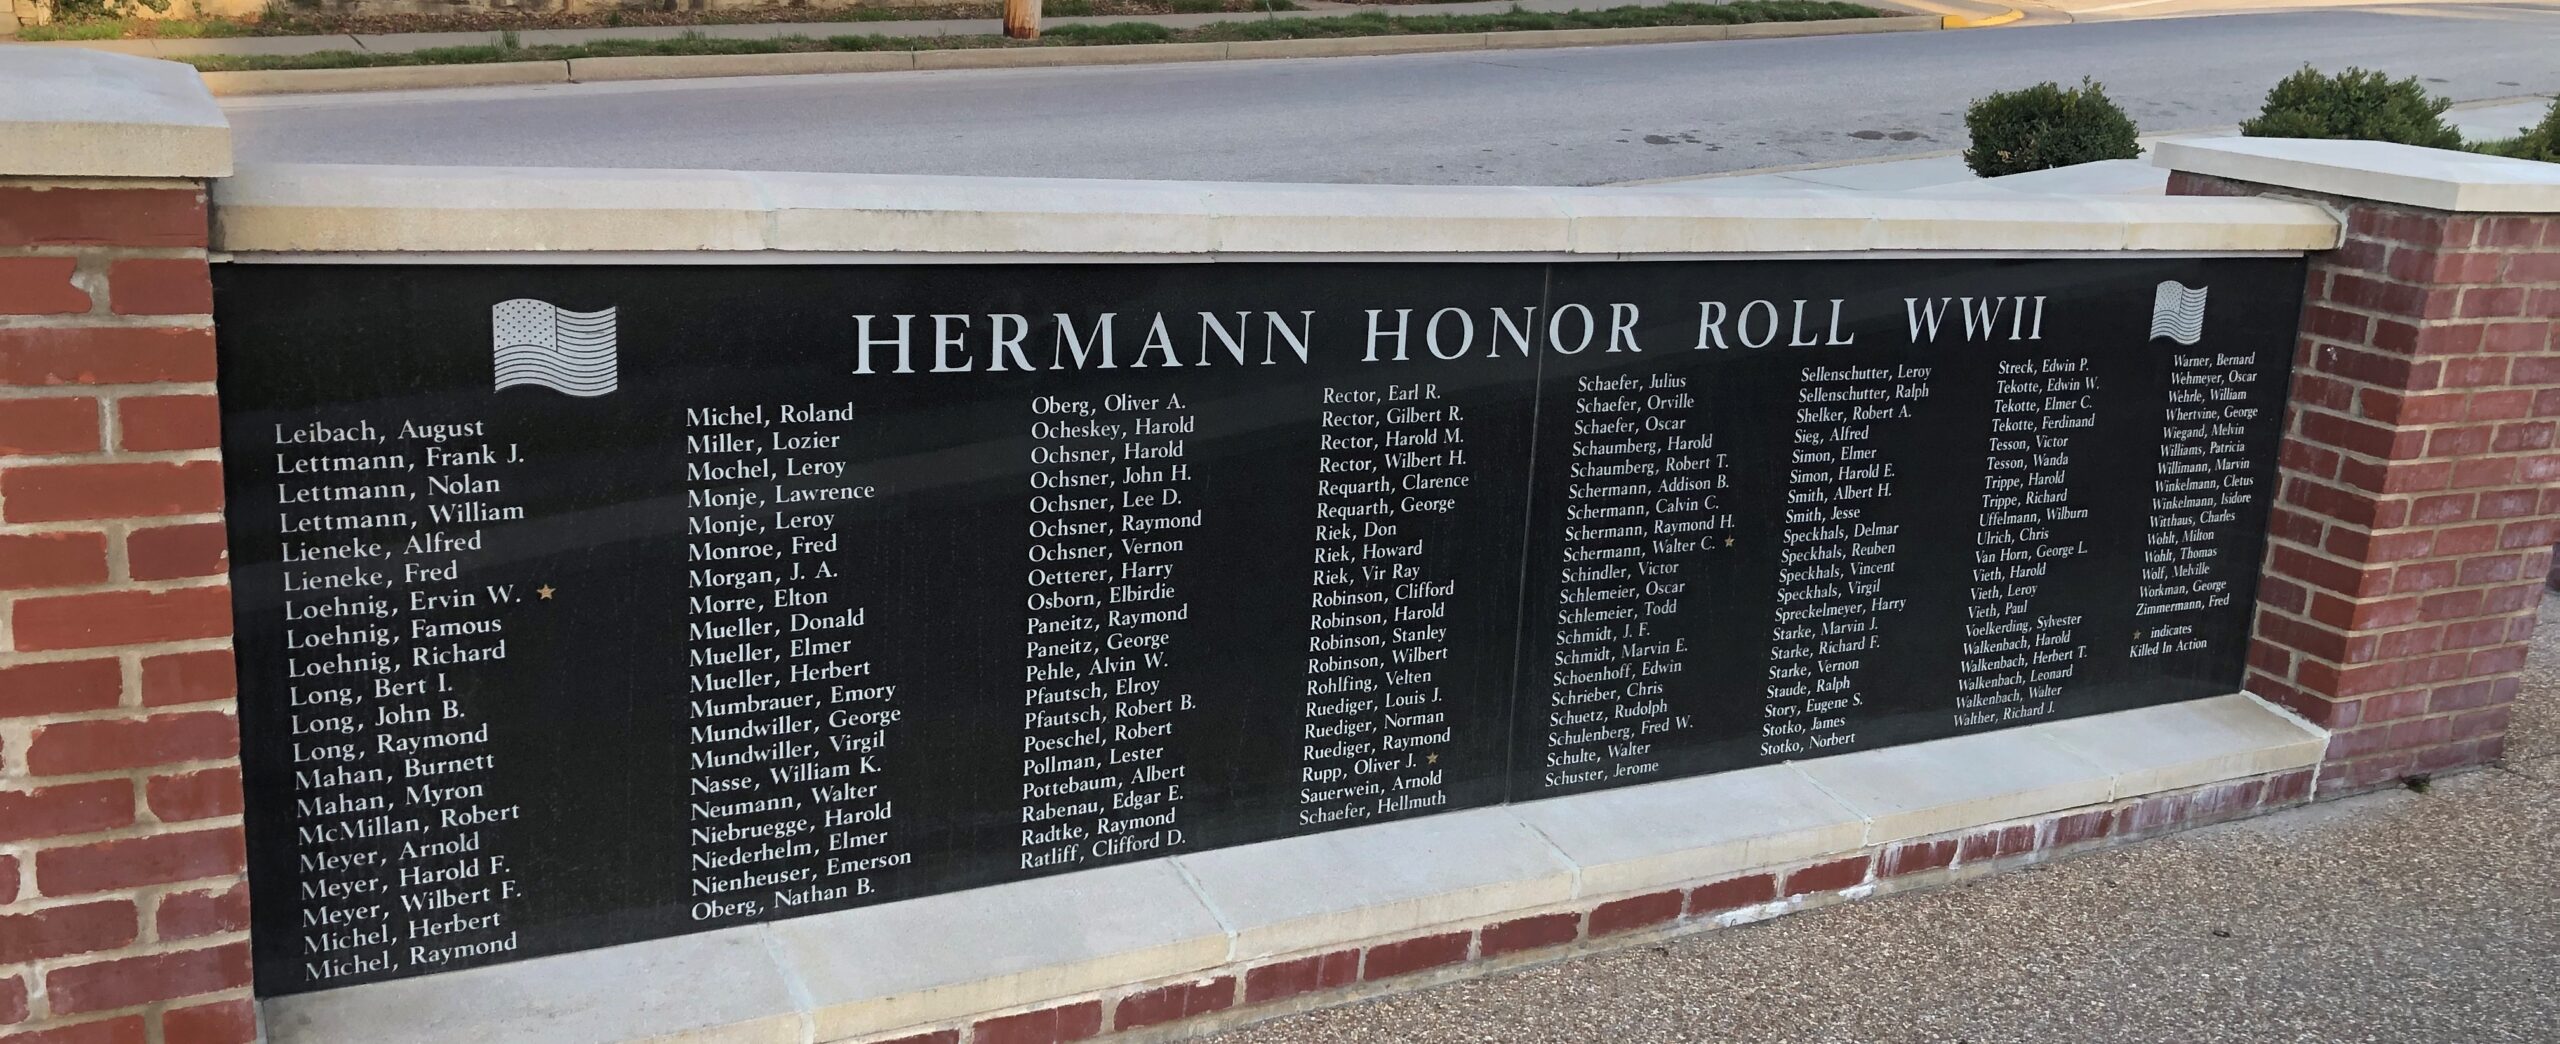 HERMANN HONOR ROLL WWII
Leibach, August
Lettmann, Frank J.
Lettmann, Nolan
Lettmann, William
Lieneke, Alfred
Lieneke, Fred
Loehnig, Ervin W. ★
Loehnig, Famous
Loehnig, Richard
Long, Bert I.
Long, John B.
Long, Raymond
Mahan, Burnett
Mahan, Myron
McMillan, Robert
Meyer, Arnold
Meyer, Harold F.
Meyer, Wilbert F.
Michel, Herbert
Michel, Raymond
Michel, Roland
Miller, Lozier
Mochel, Leroy
Monje, Lawrence
Monje, Leroy
Monroe, Fred
Morgan, J. A.
Morre, Elton
Mueller, Donald
Mueller, Elmer
Mueller, Herbert
Mumbrauer, Emory
Mundwiller, George
Mundwiller, Virgil
Nasse, William K.
Neumann, Walter
Niebruegge, Harold
Niederhelm, Elmer
Nienheuser, Emerson
Oberg, Nathan B.
Oberg, Oliver A.
Ocheskey, Harold
Ochsner, Harold
Ochsner, John H.
Ochsner, Lee D.
Ochsner, Raymond
Ochsner, Vernon
Oetterer, Harry
Osborn, Elbirdie
Paneitz, Raymond
Paneitz, George
Pehle, Alvin W.
Pfautsch, Elroy
Pfautsch, Robert B.
Poeschel, Robert
Pollman, Lester
Pottebaum, Albert
Rabenau, Edgar E.
Radtke, Raymond
Ratliff, Clifford D.
Rector, Earl R.
Rector, Gilbert R.
Rector, Harold M.
Rector, Wilbert H.
Requarth, Clarence
Requarth, George
Riek, Don
Riek, Howard
Riek, Vir Ray
Robinson, Clifford
Robinson, Harold
Robinson, Stanley
Robinson, Wilbert
Rohlfing, Velten
Ruediger, Louis J.
Ruediger, Norman
Ruediger, Raymond
Rupp, Oliver J. ★
Sauerwein, Arnold
Schaefer, Hellmuth
Schaefer, Julius
Schaefer, Orville
Schaefer, Oscar
Schaumberg, Harold
Schaumberg, Robert T.
Schermann, Addison B.
Schermann, Calvin C.
Schermann, Raymond H.
Schermann, Walter C. ★
Schindler, Victor
Schlemeier, Oscar
Schlemeier, Todd
Schmidt, J. F.
Schmidt, Marvin E.
Schoenhoff, Edwin
Schrieber, Chris
Schuetz, Rudolph
Schulenberg, Fred W.
Schulte, Walter
Schuster, Jerome
Sellenschutter, Leroy
Sellenschutter, Ralph
Shelker, Robert A.
Sieg, Alfred
Simon, Elmer
Simon, Harold E.
Smith, Albert H.
Smith, Jesse
Speckhals, Delmar
Speckhals, Reuben
Speckhals, Vincent
Speckhals, Virgil
Spreckelmeyer, Harry
Starke, Marvin J.
Starke, Richard F.
Starke, Vernon
Staude, Ralph
Story, Eugene S.
Stotko, James
Stotko, Norbert
Streck, Edwin P.
Tekotte, Edwin W.
Tekotte, Elmer C.
Tekotte, Ferdinand
Tesson, Victor
Tesson, Wanda
Trippe, Harold
Trippe, Richard
Uffelmann, Wilburn
Ulrich, Chris
Van Horn, George L.
Vieth, Harold
Vieth, Leroy
Vieth, Paul
Voelkerding, Sylvester
Walkenbach, Harold
Walkenbach, Herbert T.
Walkenbach, Leonard
Walkenbach, Walter
Walther, Richard J.
Warner, Bernard
Wehmeyer, Oscar
Wehrle, William
Whertvine, George
Wiegand, Melvin
Williams, Patricia
Willimann, Marvin
Winkelmann, Cletus
Winkelmann, Isidore
Witthaus, Charles
Wohlt, Milton
Wohlt, Thomas
Wolf, Melville
Workman, George
Zimmermann, Fred
★ indicates
Killed In Action